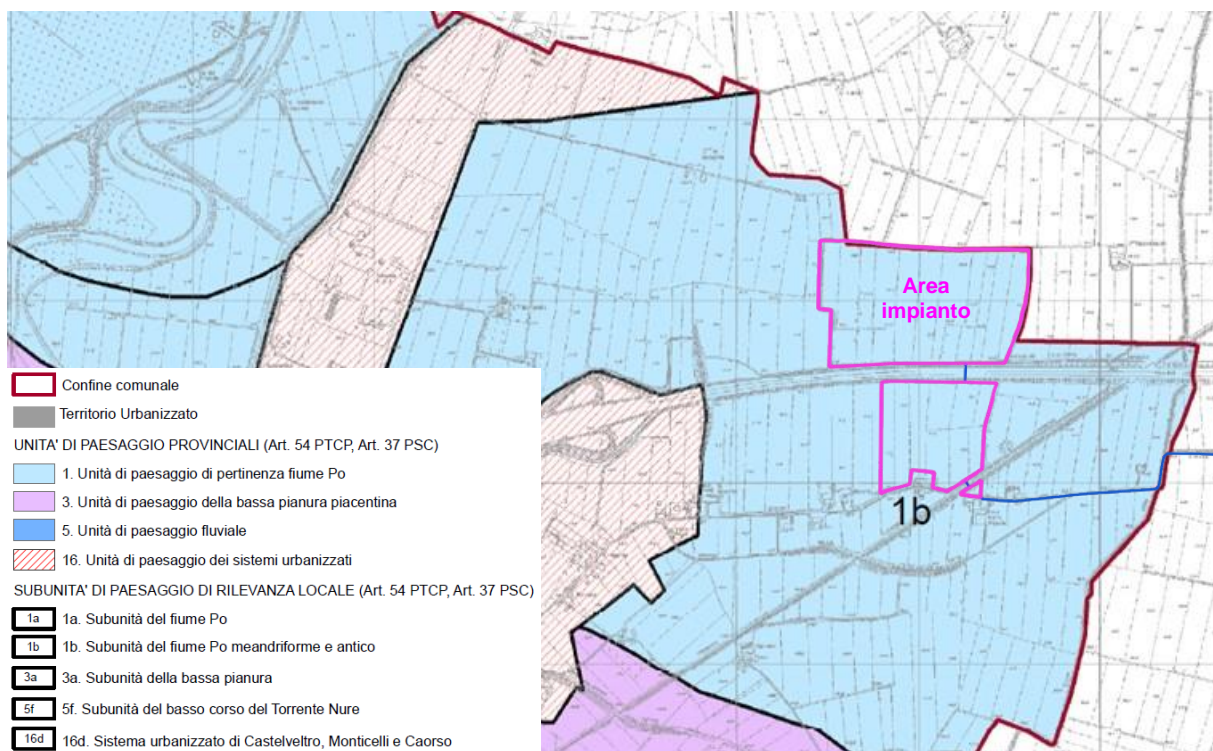 Area
impianto
1b
Confine comunale
Territorio Urbanizzato
UNITA' DI PAESAGGIO PROVINCIALI (Art. 54 PTCP, Art. 37 PSC)
1. Unità di paesaggio di pertinenza fiume Po
3. Unità di paesaggio della bassa pianura piacentina
5. Unità di paesaggio fluviale
16. Unità di paesaggio dei sistemi urbanizzati
SUBUNITA' DI PAESAGGIO DI RILEVANZA LOCALE (Art. 54 PTCP, Art. 37 PSC)
1a 1a. Subunità del fiume Po
1b 1b. Subunità del fiume Po meandriforme e antico
3a 3a. Subunità della bassa pianura
5f 5f. Subunità del basso corso del Torrente Nure
16d 16d. Sistema urbanizzato di Castelveltro, Monticelli e Caorso